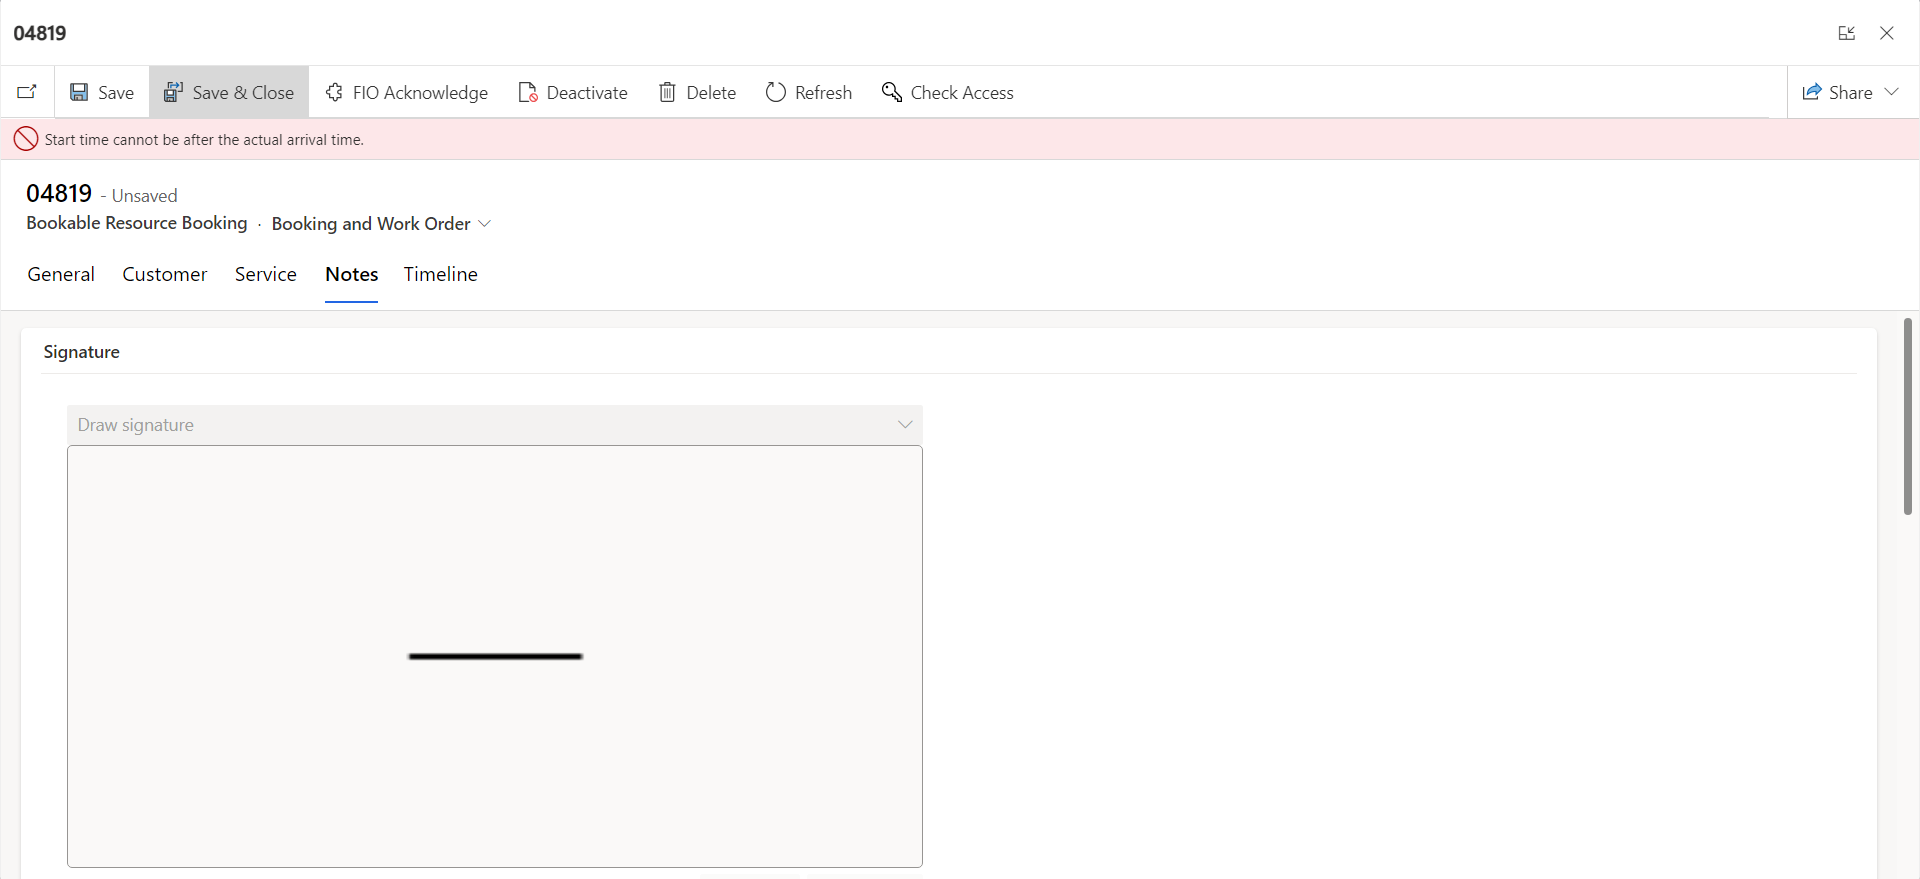 04819
Save
Save & Close
FIO Acknowledge
Deactivate
Delete
Refresh
Check Access
Share
Start time cannot be after the actual arrival time.
04819 - Unsaved
Bookable Resource Booking · Booking and Work Order
General
Customer
Service
Notes
Timeline
Signature
Draw signature